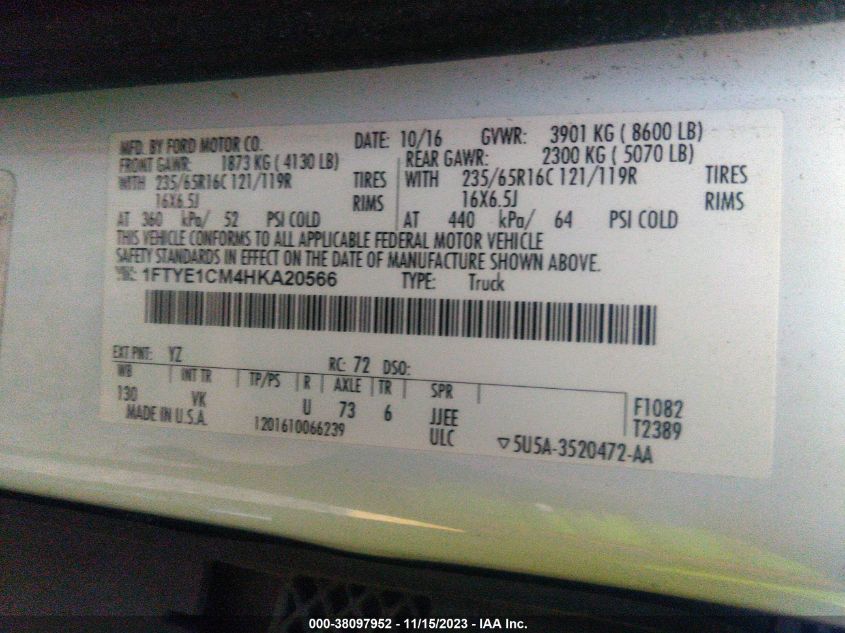 MFD. BY FORD MOTOR CO. DATE: 10/16 GVWR: 3901 KG ( 8600 LB)
FRONT GAWR: 1873 KG ( 4130 LB) REAR GAWR: 2300 KG ( 5070 LB)
WITH 235/65R16C 121/119R TIRES WITH 235/65R16C 121/119R TIRES
16X6.5J RIMS 16X6.5J RIMS
AT 360 kPa/ 52 PSI COLD AT 440 kPa/ 64 PSI COLD
THIS VEHICLE CONFORMS TO ALL APPLICABLE FEDERAL MOTOR VEHICLE
SAFETY STANDARDS IN EFFECT ON THE DATE OF MANUFACTURE SHOWN ABOVE.
VIN: 1FTYE1CM4HKA20566 TYPE: Truck
EXT PNT: YZ RC: 72 DSO:
WB INT TR TP/PS R AXLE TR SPR
130 VK U 73 6 JJEE F1082
MADE IN U.S.A. 1201610066239 ULC T2389
▽5U5A-3520472-AA
000-38097952 - 11/15/2023 - IAA Inc.